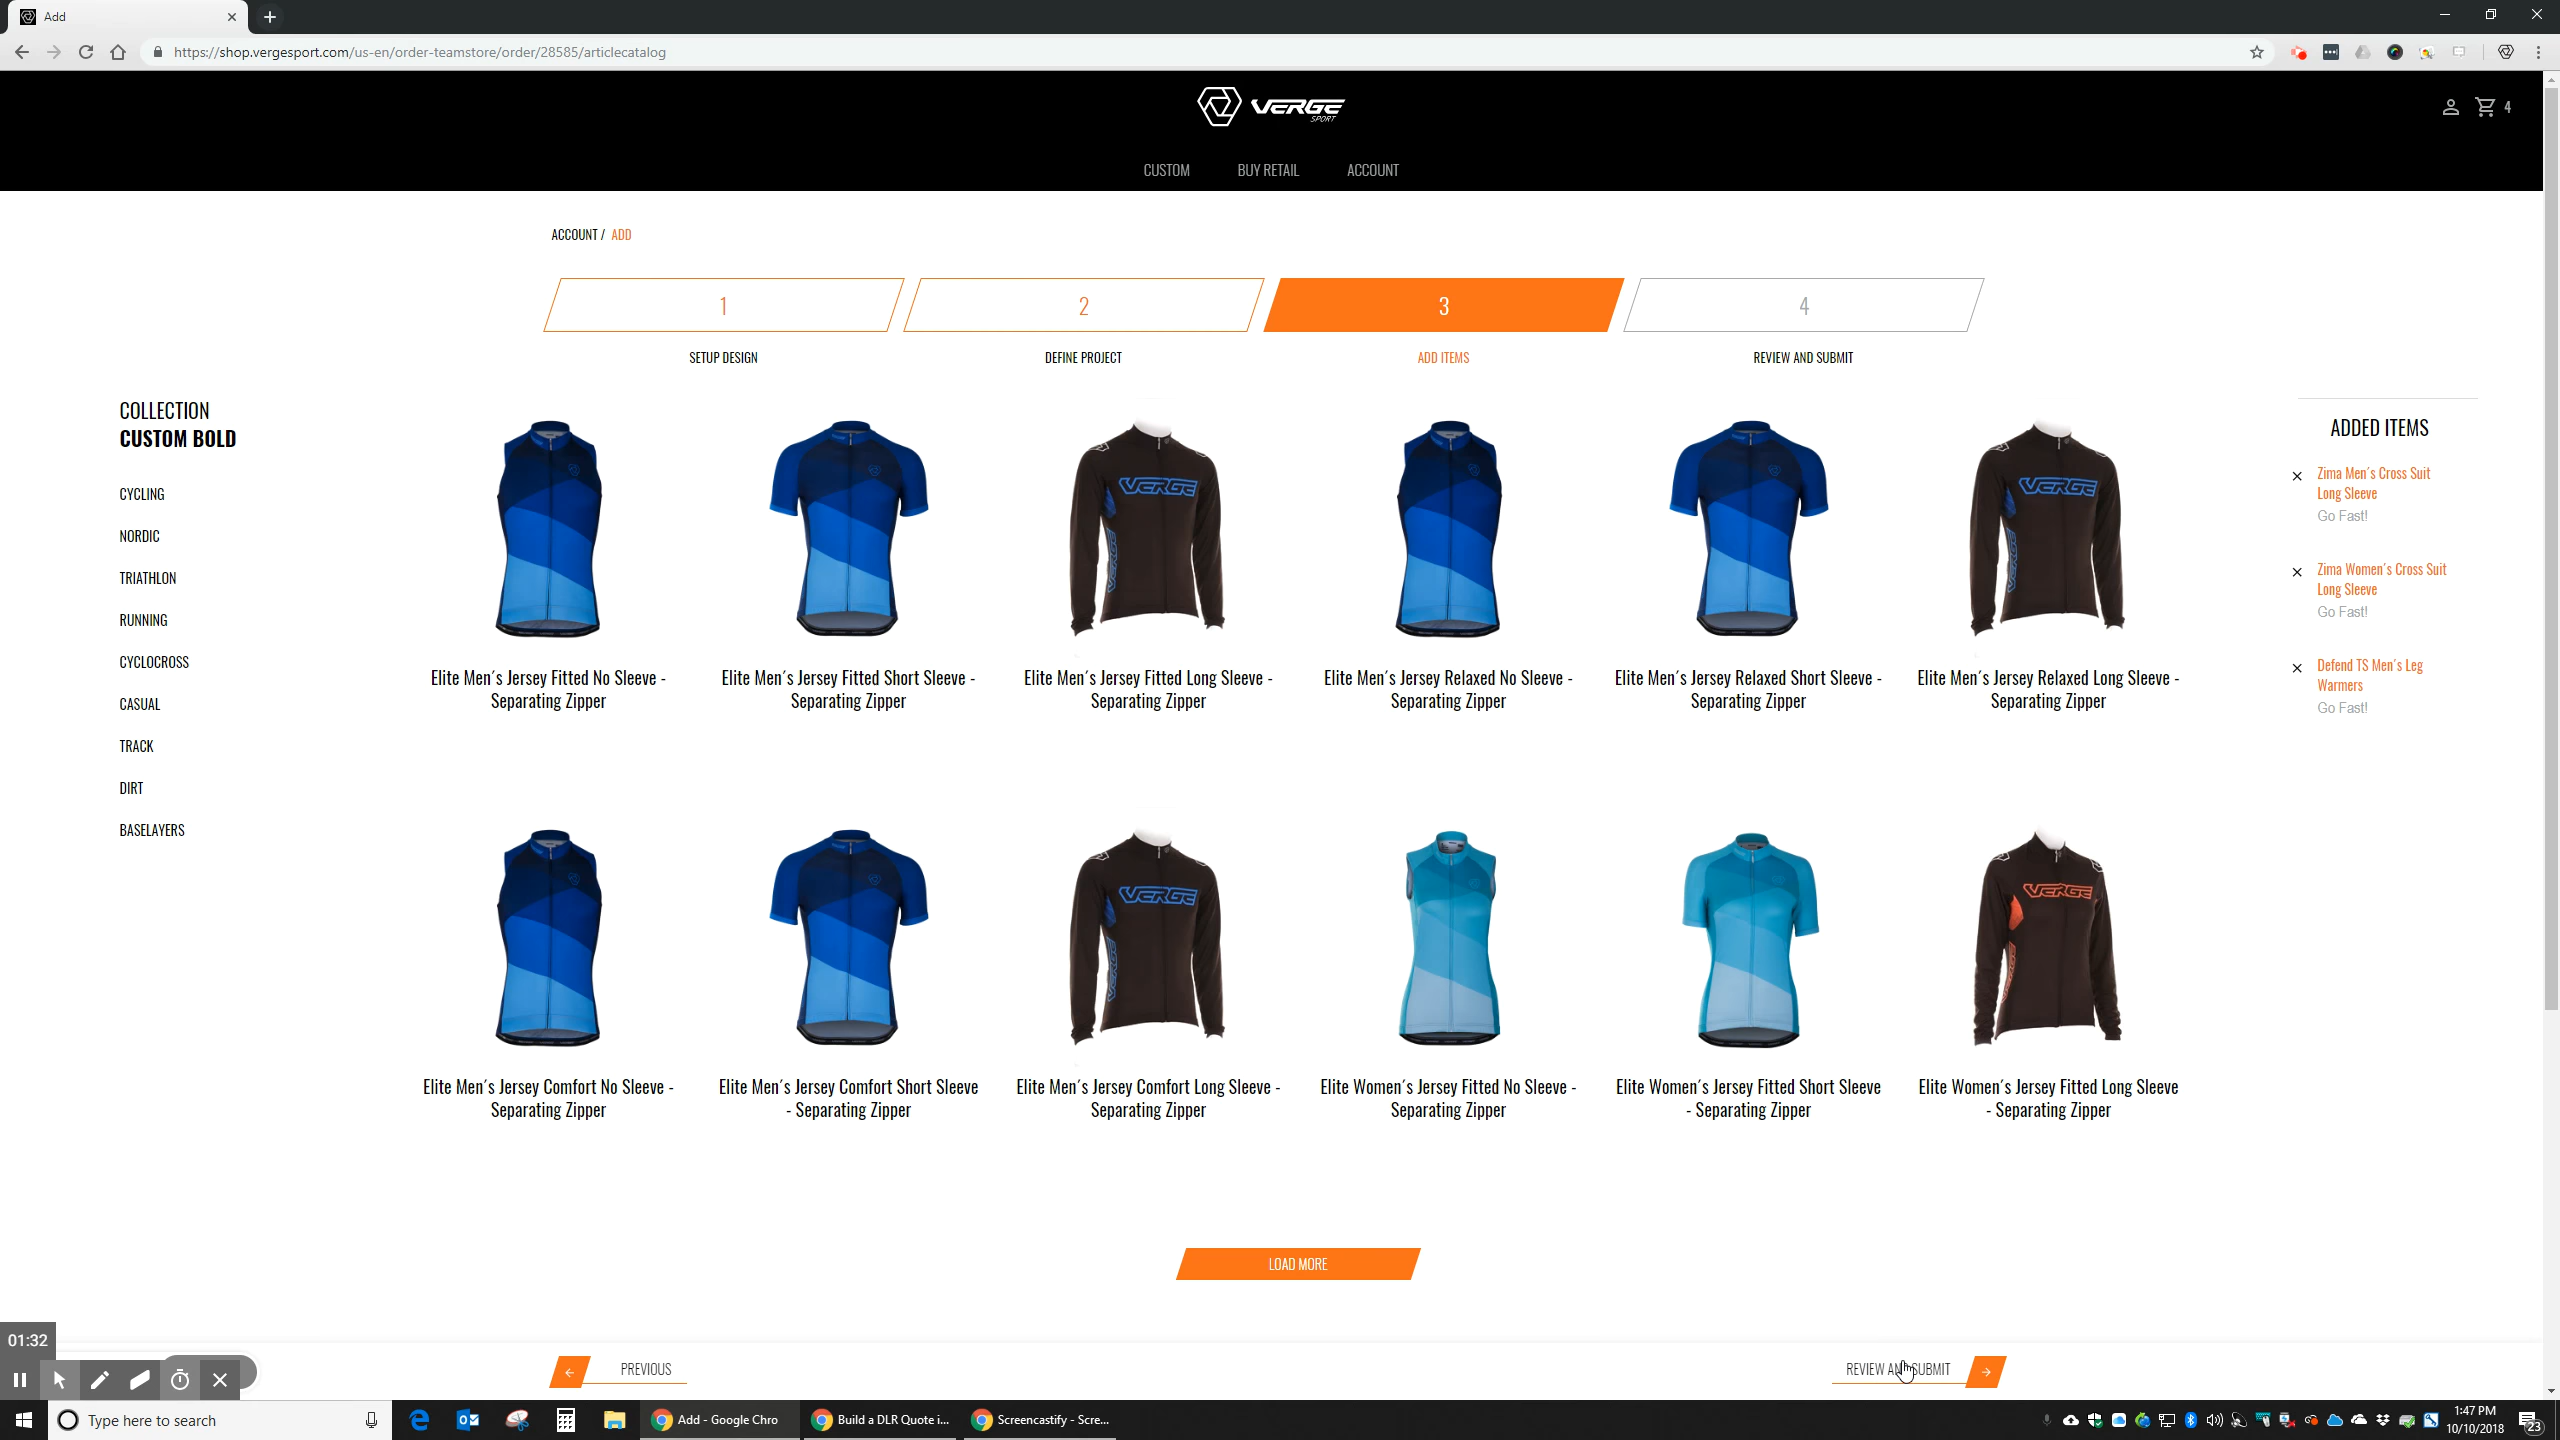 Add
https://shop.vergesport.com/us-en/order-teamstore/order/28585/articlecatalog
VERGE
SPORT
4
CUSTOM BUY RETAIL ACCOUNT
ACCOUNT / ADD
1 2 3 4
SETUP DESIGN DEFINE PROJECT ADD ITEMS REVIEW AND SUBMIT
COLLECTION
CUSTOM BOLD
CYCLING
NORDIC
TRIATHLON
RUNNING
CYCLOCROSS
CASUAL
TRACK
DIRT
BASELAYERS
VERGE
VERGE
Elite Men´s Jersey Fitted No Sleeve -
Separating Zipper
Elite Men´s Jersey Fitted Short Sleeve -
Separating Zipper
Elite Men´s Jersey Fitted Long Sleeve -
Separating Zipper
Elite Men´s Jersey Relaxed No Sleeve -
Separating Zipper
Elite Men´s Jersey Relaxed Short Sleeve -
Separating Zipper
Elite Men´s Jersey Relaxed Long Sleeve -
Separating Zipper
VERGE
VERGE
Elite Men´s Jersey Comfort No Sleeve -
Separating Zipper
Elite Men´s Jersey Comfort Short Sleeve
- Separating Zipper
Elite Men´s Jersey Comfort Long Sleeve -
Separating Zipper
Elite Women´s Jersey Fitted No Sleeve -
Separating Zipper
Elite Women´s Jersey Fitted Short Sleeve
- Separating Zipper
Elite Women´s Jersey Fitted Long Sleeve
- Separating Zipper
ADDED ITEMS
Zima Men´s Cross Suit
Long Sleeve
Go Fast!
Zima Women´s Cross Suit
Long Sleeve
Go Fast!
Defend TS Men´s Leg
Warmers
Go Fast!
LOAD MORE
PREVIOUS
REVIEW AND SUBMIT
01:32
Type here to search
Add - Google Chro
Build a DLR Quote i...
Screencastify - Scre...
1:47 PM
10/10/2018
23